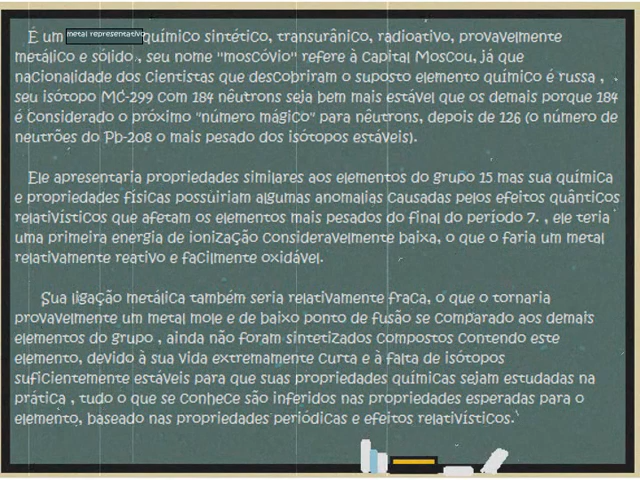 É um metal representativo químico sintético, transurânico, radioativo, provavelmente
metálico e sólido , seu nome "moscóvio" refere à capital Moscou, já que
nacionalidade dos cientistas que descobriram o suposto elemento químico é russa ,
seu isótopo MC-299 com 184 nêutrons seja bem mais estável que os demais porque 184
é considerado o próximo "número mágico" para nêutrons, depois de 126 (o número de
neutrões do Pb-208 o mais pesado dos isótopos estáveis).
Ele apresentaria propriedades similares aos elementos do grupo 15 mas sua química
e propriedades físicas possuiriam algumas anomalias causadas pelos efeitos quânticos
relativísticos que afetam os elementos mais pesados do final do período 7. , ele teria
uma primeira energia de ionização consideravelmente baixa, o que o faria um metal
relativamente reativo e facilmente oxidável.
Sua ligação metálica também seria relativamente fraca, o que o tornaria
provavelmente um metal mole e de baixo ponto de fusão se comparado aos demais
elementos do grupo , ainda não foram sintetizados compostos contendo este
elemento, devido à sua vida extremamente curta e à falta de isótopos
suficientemente estáveis para que suas propriedades químicas sejam estudadas na
prática , tudo o que se conhece são inferidos nas propriedades esperadas para o
elemento, baseado nas propriedades periódicas e efeitos relativísticos.